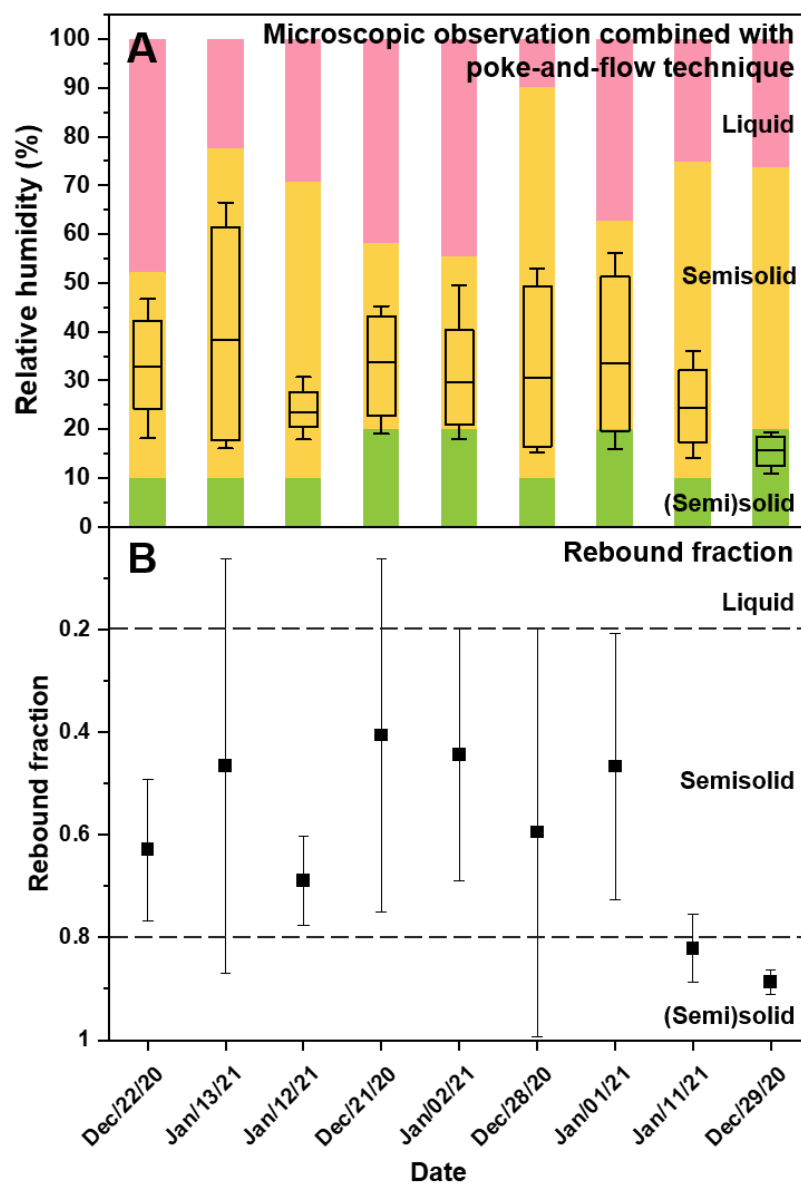 A
Microscopic observation combined with
poke-and-flow technique
Liquid
Semisolid
(Semi)solid
Relative humidity (%)
100
90
80
70
60
50
40
30
20
10
0
B
Rebound fraction
Liquid
Semisolid
(Semi)solid
Rebound fraction
0.2
0.4
0.6
0.8
1
Dec/22/20
Jan/13/21
Jan/12/21
Dec/21/20
Jan/02/21
Dec/28/20
Jan/01/21
Jan/11/21
Dec/29/20
Date